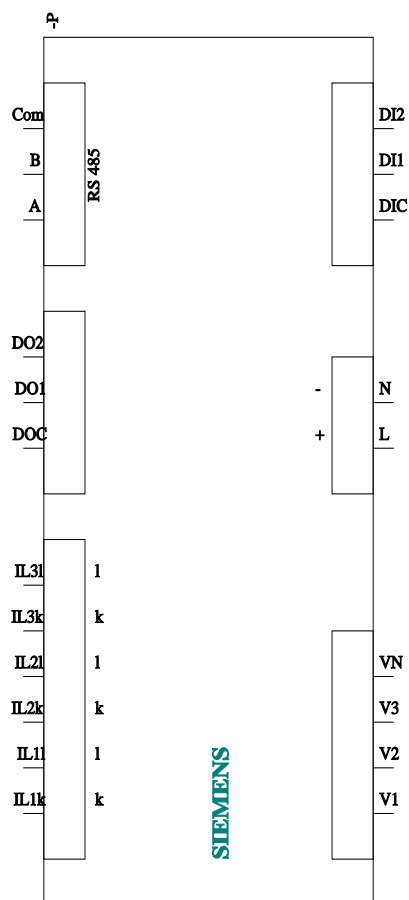 -P
Com
B
A
RS 485
DI2
DI1
DIC
DO2
DO1
DOC
- N
+ L
IL3l l
IL3k k
IL2l l
IL2k k
IL1l l
IL1k k
VN
V3
V2
V1
SIEMENS